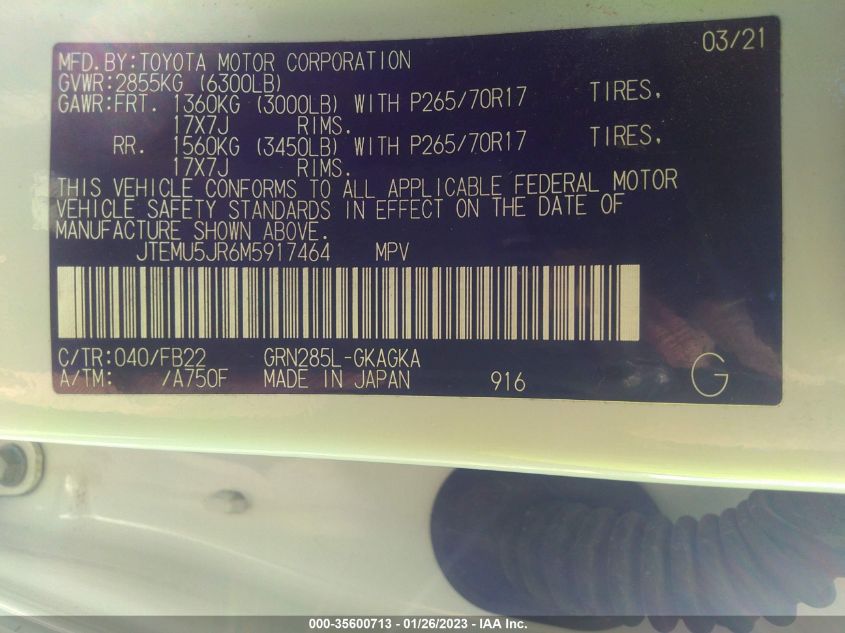 03/21
MFD.BY:TOYOTA MOTOR CORPORATION
GVWR:2855KG (6300LB)
GAWR:FRT. 1360KG (3000LB) WITH P265/70R17 TIRES,
17X7J RIMS.
RR. 1560KG (3450LB) WITH P265/70R17 TIRES,
17X7J RIMS.
THIS VEHICLE CONFORMS TO ALL APPLICABLE FEDERAL MOTOR
VEHICLE SAFETY STANDARDS IN EFFECT ON THE DATE OF
MANUFACTURE SHOWN ABOVE.
JTEMU5JR6M5917464 MPV
C/TR:040/FB22 GRN285L-GKAGKA
A/TM: /A750F MADE IN JAPAN 916 G
000-35600713 - 01/26/2023 - IAA Inc.